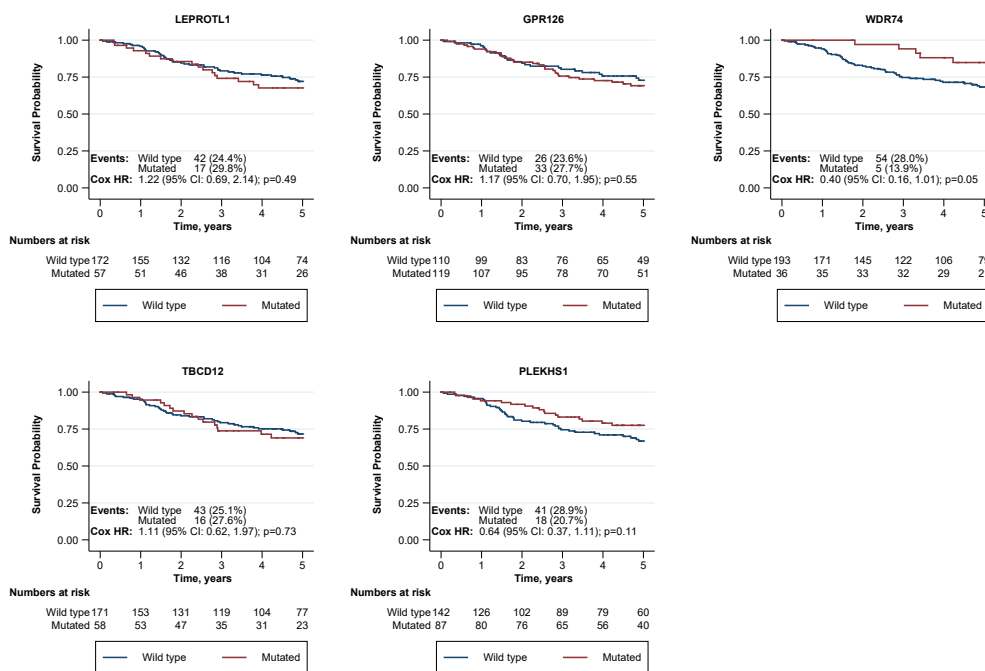 LEPROTL1
1.00
0.75
0.50
0.25
0.00
Survival Probability
Events: Wild type 42 (24.4%)
Mutated 17 (29.8%)
Cox HR: 1.22 (95% CI: 0.69, 2.14); p=0.49
0 1 2 3 4 5
Time, years
Numbers at risk
Wild type 172 155 132 116 104 74
Mutated 57 51 46 38 31 26
Wild type Mutated
GPR126
1.00
0.75
0.50
0.25
0.00
Survival Probability
Events: Wild type 26 (23.6%)
Mutated 33 (27.7%)
Cox HR: 1.17 (95% CI: 0.70, 1.95); p=0.55
0 1 2 3 4 5
Time, years
Numbers at risk
Wild type 110 99 83 76 65 49
Mutated 119 107 95 78 70 51
Wild type Mutated
WDR74
1.00
0.75
0.50
0.25
0.00
Survival Probability
Events: Wild type 54 (28.0%)
Mutated 5 (13.9%)
Cox HR: 0.40 (95% CI: 0.16, 1.01); p=0.05
0 1 2 3 4 5
Time, years
Numbers at risk
Wild type 193 171 145 122 106
Mutated 36 35 33 32 29
Wild type Mutated
TBCD12
1.00
0.75
0.50
0.25
0.00
Survival Probability
Events: Wild type 43 (25.1%)
Mutated 16 (27.6%)
Cox HR: 1.11 (95% CI: 0.62, 1.97); p=0.73
0 1 2 3 4 5
Time, years
Numbers at risk
Wild type 171 153 131 119 104 77
Mutated 58 53 47 35 31 23
Wild type Mutated
PLEKHS1
1.00
0.75
0.50
0.25
0.00
Survival Probability
Events: Wild type 41 (28.9%)
Mutated 18 (20.7%)
Cox HR: 0.64 (95% CI: 0.37, 1.11); p=0.11
0 1 2 3 4 5
Time, years
Numbers at risk
Wild type 142 126 102 89 79 60
Mutated 87 80 76 65 56 40
Wild type Mutated